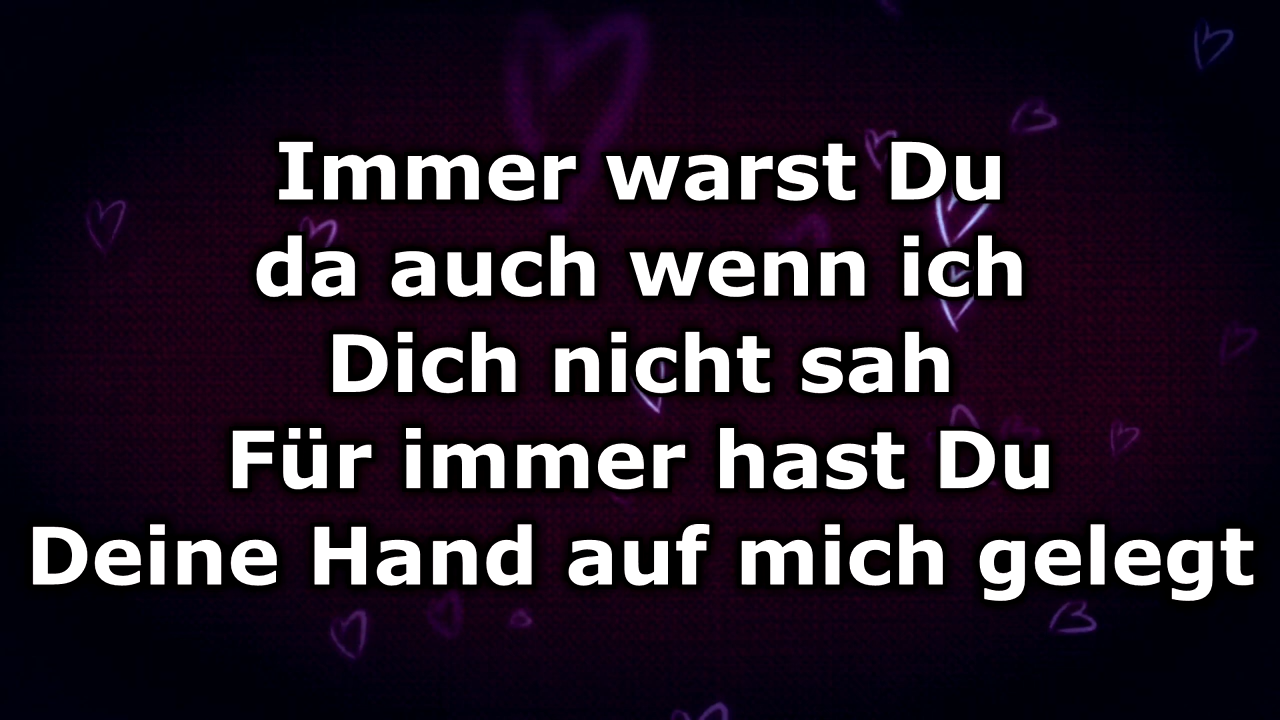 Immer warst Du
da auch wenn ich
Dich nicht sah
Für immer hast Du
Deine Hand auf mich gelegt